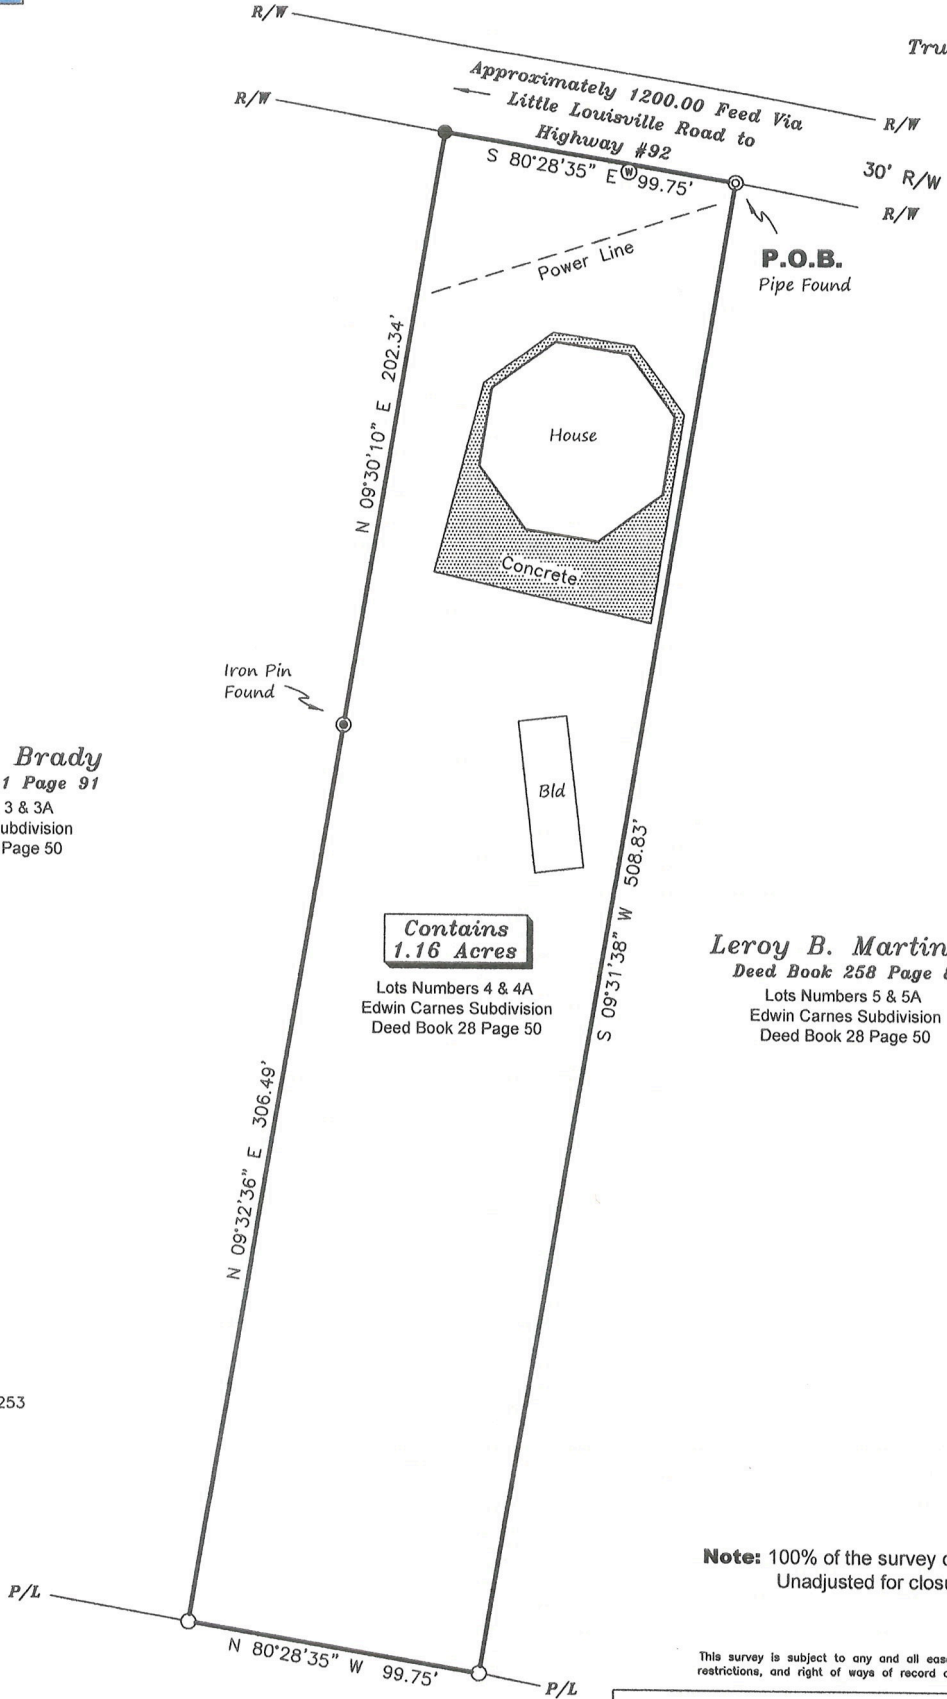 R/W
Tru
Approximately 1200.00 Feed Via
Little Louisville Road to
Highway #92
R/W
R/W
30' R/W
R/W
S 80°28'35" E W 99.75'
P.O.B.
Pipe Found
Power Line
N 09°30'10" E 202.34'
House
Concrete
Iron Pin
Found
Brady
1 Page 91
3 & 3A
ubdivision
Page 50
Bld
S 09°31'38" W 508.83'
Contains
1.16 Acres
Lots Numbers 4 & 4A
Edwin Carnes Subdivision
Deed Book 28 Page 50
Leroy B. Martin
Deed Book 258 Page
Lots Numbers 5 & 5A
Edwin Carnes Subdivision
Deed Book 28 Page 50
N 09°32'36" E 306.49'
253
Note: 100% of the survey
Unadjusted for clos
P/L
N 80°28'35" W 99.75'
P/L
This survey is subject to any and all eas
restrictions, and right of ways of record